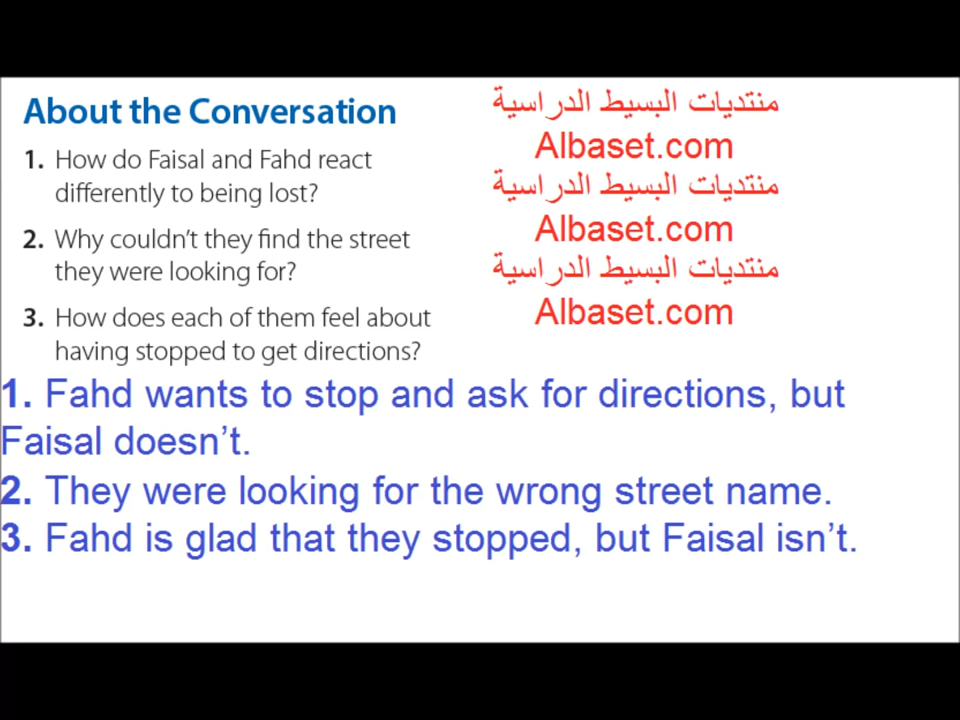 About the Conversation
1. How do Faisal and Fahd react
differently to being lost?
2. Why couldn't they find the street
they were looking for?
3. How does each of them feel about
having stopped to get directions?
منتديات البسيط الدراسية
Albaset.com
منتديات البسيط الدراسية
Albaset.com
منتديات البسيط الدراسية
Albaset.com
1. Fahd wants to stop and ask for directions, but
Faisal doesn't.
2. They were looking for the wrong street name.
3. Fahd is glad that they stopped, but Faisal isn't.